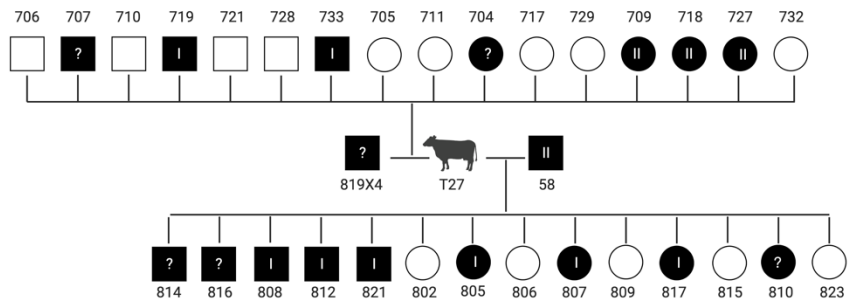 706 707 710 719 721 728 733 705 711 704 717 729 709 718 727 732
? I I ? II II II
? II
819X4 T27 58
? ? I I I I I I ?
814 816 808 812 821 802 805 806 807 809 817 815 810 823